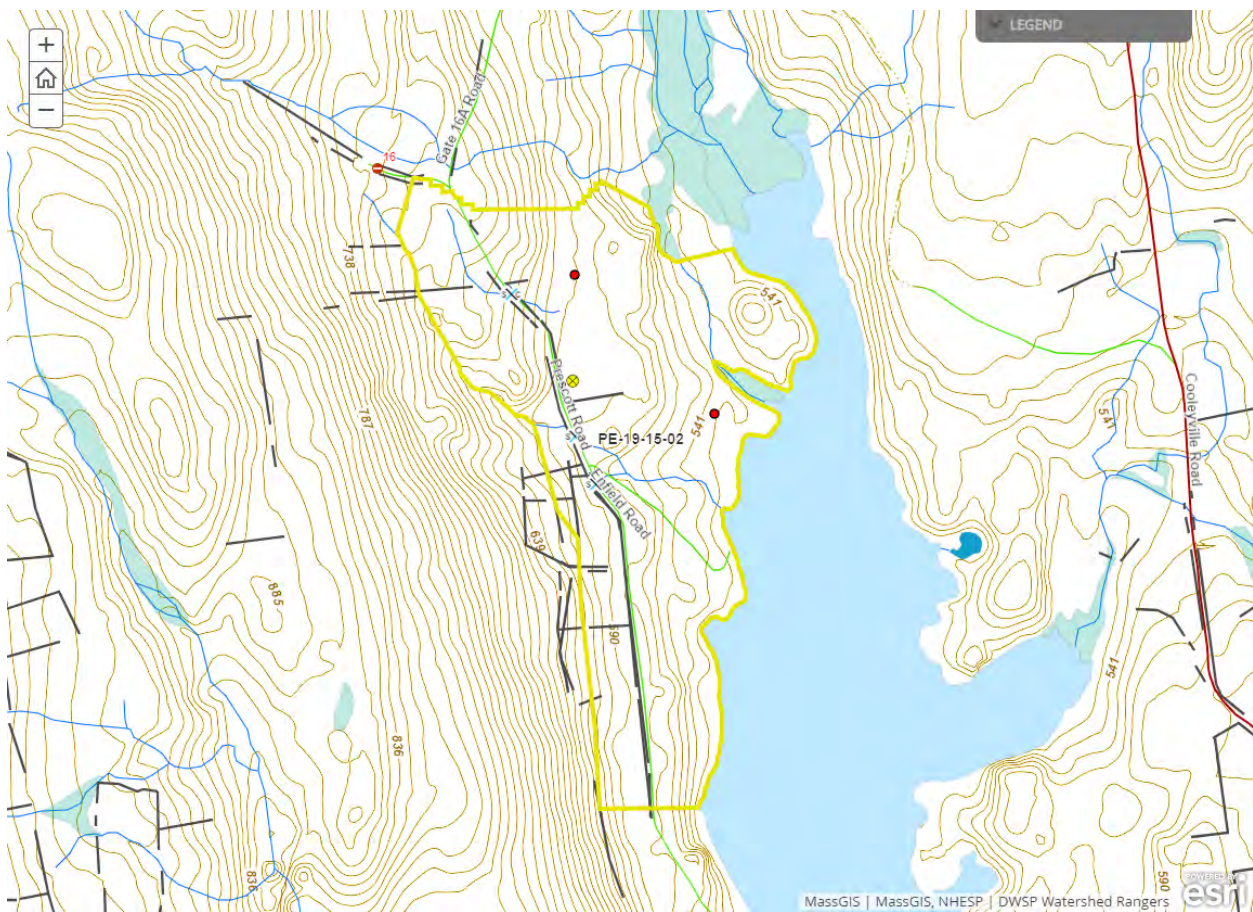 +
−
LEGEND
16
Gate 16A Road
738
541
Prescott Road
541
PE-19-15-02
Enfield Road
787
639
885
590
836
836
541
Cooleyville Road
541
590
MassGIS | MassGIS, NHESP | DWSP Watershed Rangers
POWERED BY
esri